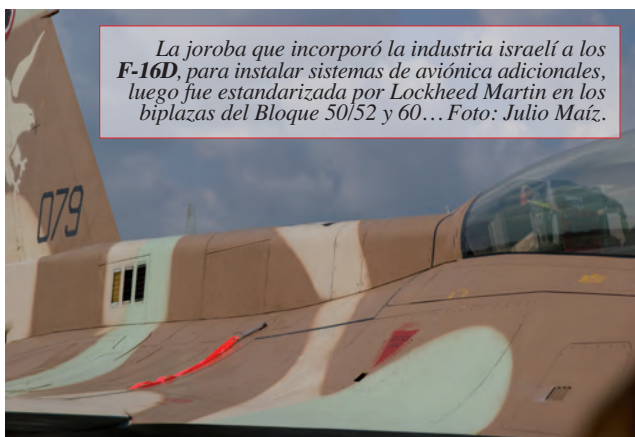 La joroba que incorporó la industria israelí a los
F-16D, para instalar sistemas de aviónica adicionales,
luego fue estandarizada por Lockheed Martin en los
biplazas del Bloque 50/52 y 60… Foto: Julio Maíz.
079